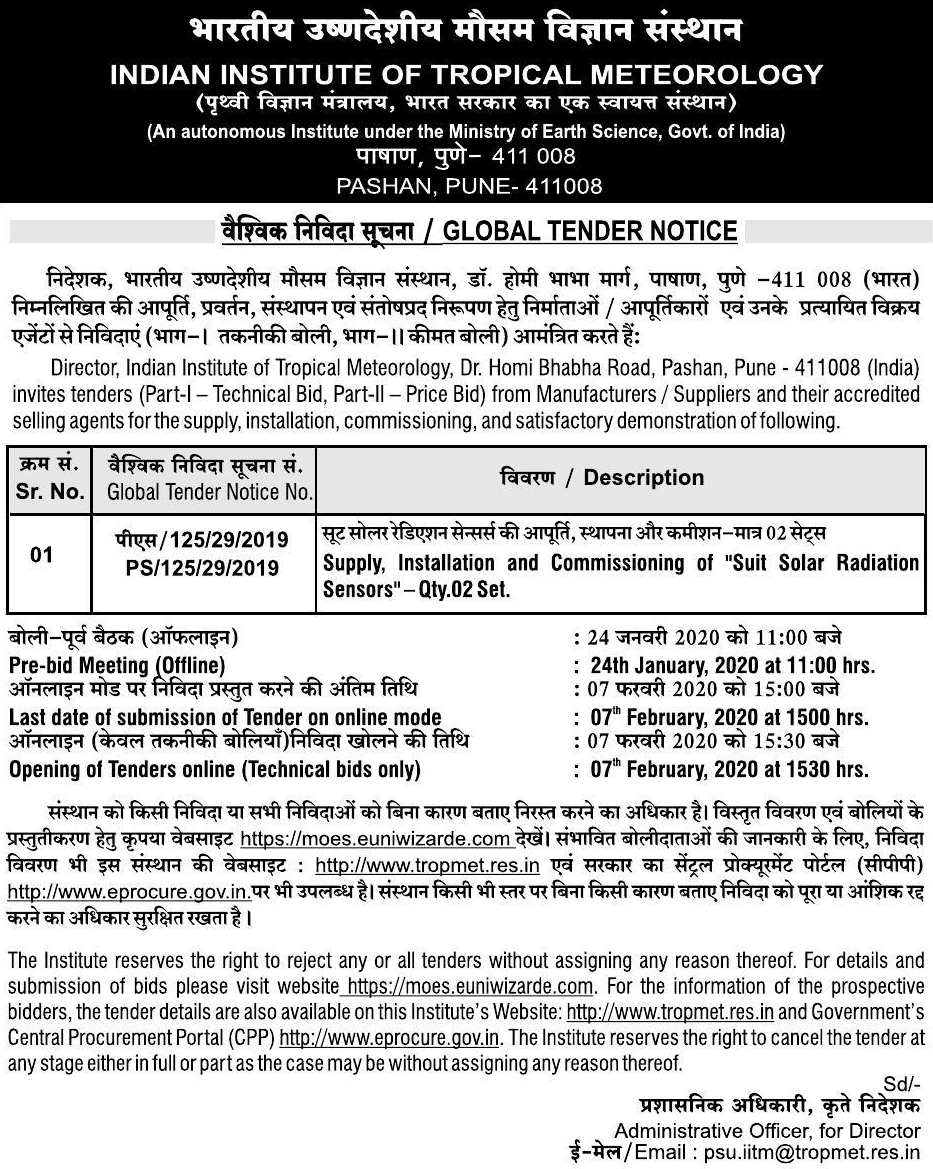 भारतीय उष्णदेशीय मौसम विज्ञान संस्थान
INDIAN INSTITUTE OF TROPICAL METEOROLOGY
(पृथ्वी विज्ञान मंत्रालय, भारत सरकार का एक स्वायत्त संस्थान)
(An autonomous Institute under the Ministry of Earth Science, Govt. of India)
पाषाण, पुणे– 411 008
PASHAN, PUNE- 411008
वैश्विक निविदा सूचना / GLOBAL TENDER NOTICE
निदेशक, भारतीय उष्णदेशीय मौसम विज्ञान संस्थान, डॉ. होमी भाभा मार्ग, पाषाण, पुणे –411 008 (भारत)
निम्नलिखित की आपूर्ति, प्रवर्तन, संस्थापन एवं संतोषप्रद निरूपण हेतु निर्माताओं / आपूर्तिकारों एवं उनके प्रत्यायित विक्रय
एजेंटों से निविदाएं (भाग–I तकनीकी बोली, भाग–II कीमत बोली) आमंत्रित करते हैं:
Director, Indian Institute of Tropical Meteorology, Dr. Homi Bhabha Road, Pashan, Pune - 411008 (India)
invites tenders (Part-I – Technical Bid, Part-II – Price Bid) from Manufacturers / Suppliers and their accredited
selling agents for the supply, installation, commissioning, and satisfactory demonstration of following.
क्रम सं. वैश्विक निविदा सूचना सं. विवरण / Description
Sr. No. Global Tender Notice No.
01 पीएस/125/29/2019 सूट सोलर रेडिएशन सेन्सर्स की आपूर्ति, स्थापना और कमीशन–मात्र 02 सेट्स
PS/125/29/2019 Supply, Installation and Commissioning of "Suit Solar Radiation
Sensors" – Qty.02 Set.
बोली–पूर्व बैठक (ऑफलाइन) : 24 जनवरी 2020 को 11:00 बजे
Pre-bid Meeting (Offline) : 24th January, 2020 at 11:00 hrs.
ऑनलाइन मोड पर निविदा प्रस्तुत करने की अंतिम तिथि : 07 फरवरी 2020 को 15:00 बजे
Last date of submission of Tender on online mode : 07th February, 2020 at 1500 hrs.
ऑनलाइन (केवल तकनीकी बोलियाँ)निविदा खोलने की तिथि : 07 फरवरी 2020 को 15:30 बजे
Opening of Tenders online (Technical bids only) : 07th February, 2020 at 1530 hrs.
संस्थान को किसी निविदा या सभी निविदाओं को बिना कारण बताए निरस्त करने का अधिकार है। विस्तृत विवरण एवं बोलियों के
प्रस्तुतीकरण हेतु कृपया वेबसाइट https://moes.euniwizarde.com देखें। संभावित बोलीदाताओं की जानकारी के लिए, निविदा
विवरण भी इस संस्थान की वेबसाइट : http://www.tropmet.res.in एवं सरकार का सेंट्रल प्रोक्यूरमेंट पोर्टल (सीपीपी)
http://www.eprocure.gov.in.पर भी उपलब्ध है। संस्थान किसी भी स्तर पर बिना किसी कारण बताए निविदा को पूरा या आंशिक रद्द
करने का अधिकार सुरक्षित रखता है।
The Institute reserves the right to reject any or all tenders without assigning any reason thereof. For details and
submission of bids please visit website https://moes.euniwizarde.com. For the information of the prospective
bidders, the tender details are also available on this Institute's Website: http://www.tropmet.res.in and Government's
Central Procurement Portal (CPP) http://www.eprocure.gov.in. The Institute reserves the right to cancel the tender at
any stage either in full or part as the case may be without assigning any reason thereof.
Sd/-
प्रशासनिक अधिकारी, कृते निदेशक
Administrative Officer, for Director
ई–मेल/Email : psu.iitm@tropmet.res.in